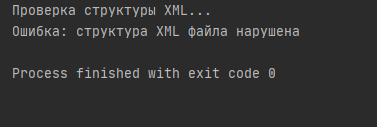 Проверка структуры XML...
Ошибка: структура XML файла нарушена
Process finished with exit code 0